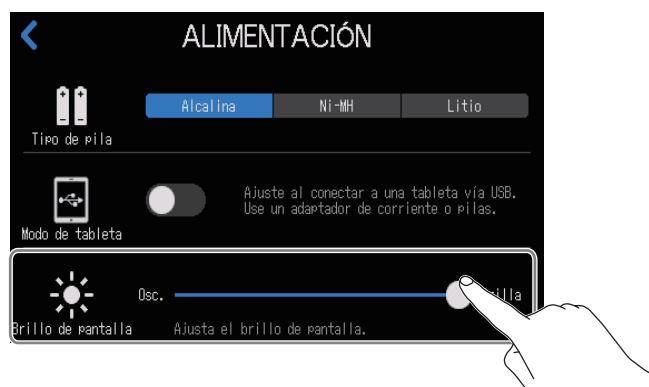 ALIMENTACIÓN
Alcalina Ni-MH Litio
Tipo de pila
Ajuste al conectar a una tableta vía USB.
Use un adaptador de corriente o pilas.
Modo de tableta
Osc.
Brillo de pantalla
Ajusta el brillo de pantalla.